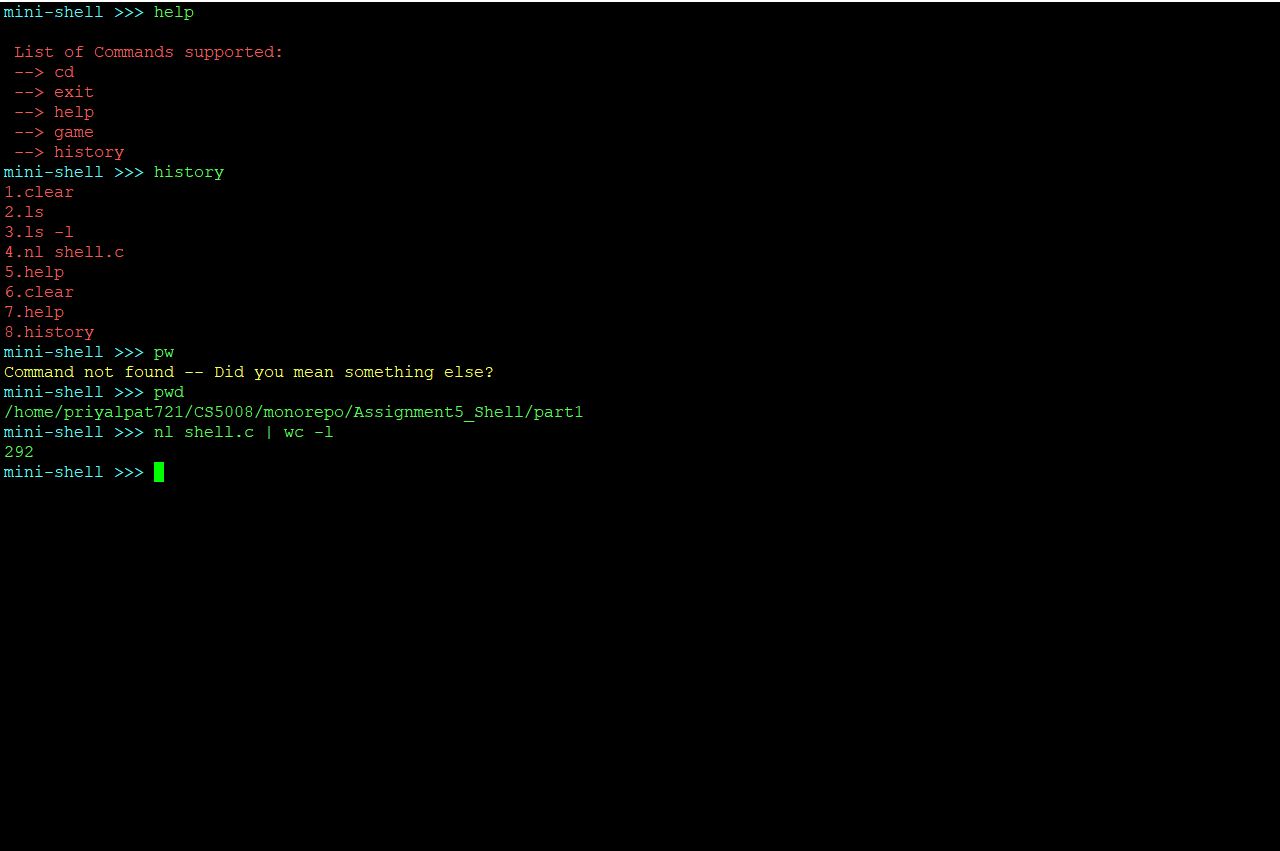 mini-shell >>> help
List of Commands supported:
--> cd
--> exit
--> help
--> game
--> history
mini-shell >>> history
1.clear
2.ls
3.ls -l
4.nl shell.c
5.help
6.clear
7.help
8.history
mini-shell >>> pw
Command not found -- Did you mean something else?
mini-shell >>> pwd
/home/priyalpat721/CS5008/monorepo/Assignment5_Shell/part1
mini-shell >>> nl shell.c | wc -l
292
mini-shell >>>